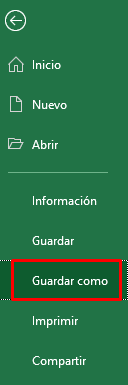 Inicio
Nuevo
Abrir
Información
Guardar
Guardar como
Imprimir
Compartir